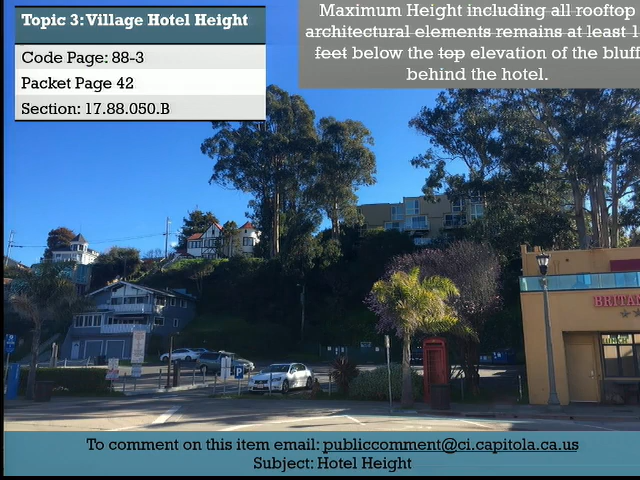 Topic 3: Village Hotel Height
Code Page: 88-3
Packet Page 42
Section: 17.88.050.B
Maximum Height including all rooftop
architectural elements remains at least 1
feet below the top elevation of the bluff
behind the hotel.
BRITAN
P
To comment on this item email: publiccomment@ci.capitola.ca.us
Subject: Hotel Height